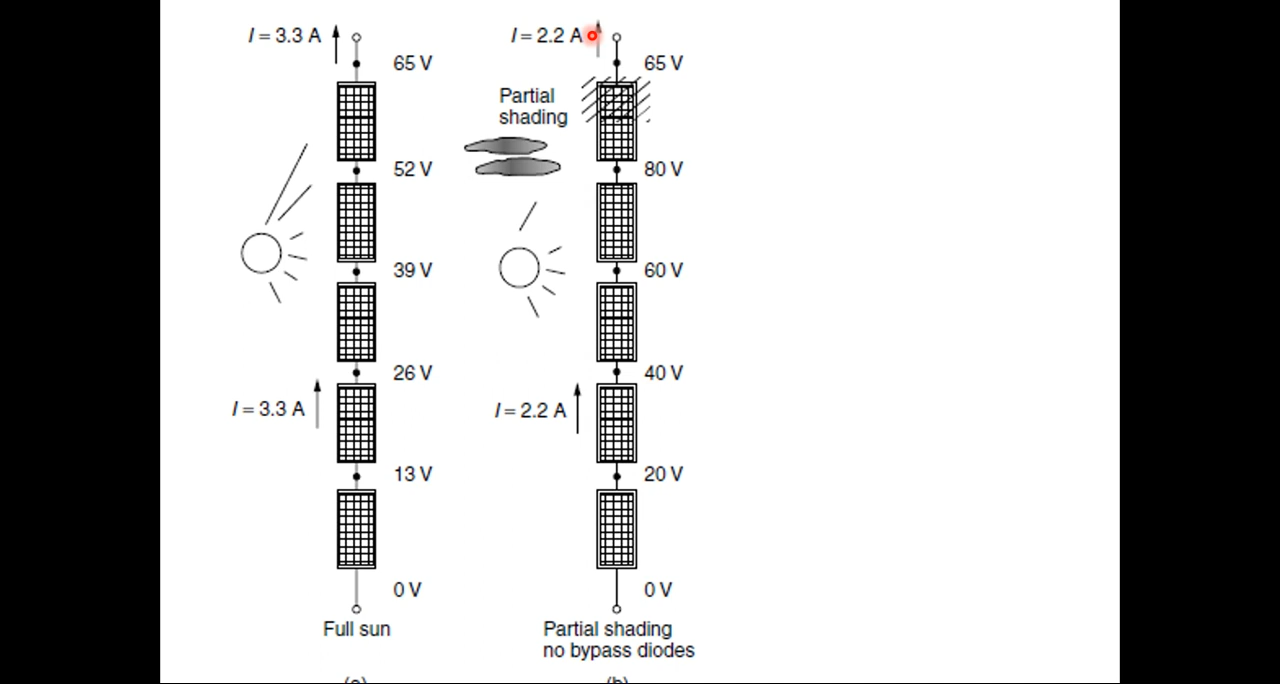 I = 3.3 A
65 V
52 V
39 V
26 V
I = 3.3 A
13 V
0 V
Full sun
(a)
I = 2.2 A
65 V
Partial
shading
80 V
60 V
40 V
I = 2.2 A
20 V
0 V
Partial shading
no bypass diodes
(b)